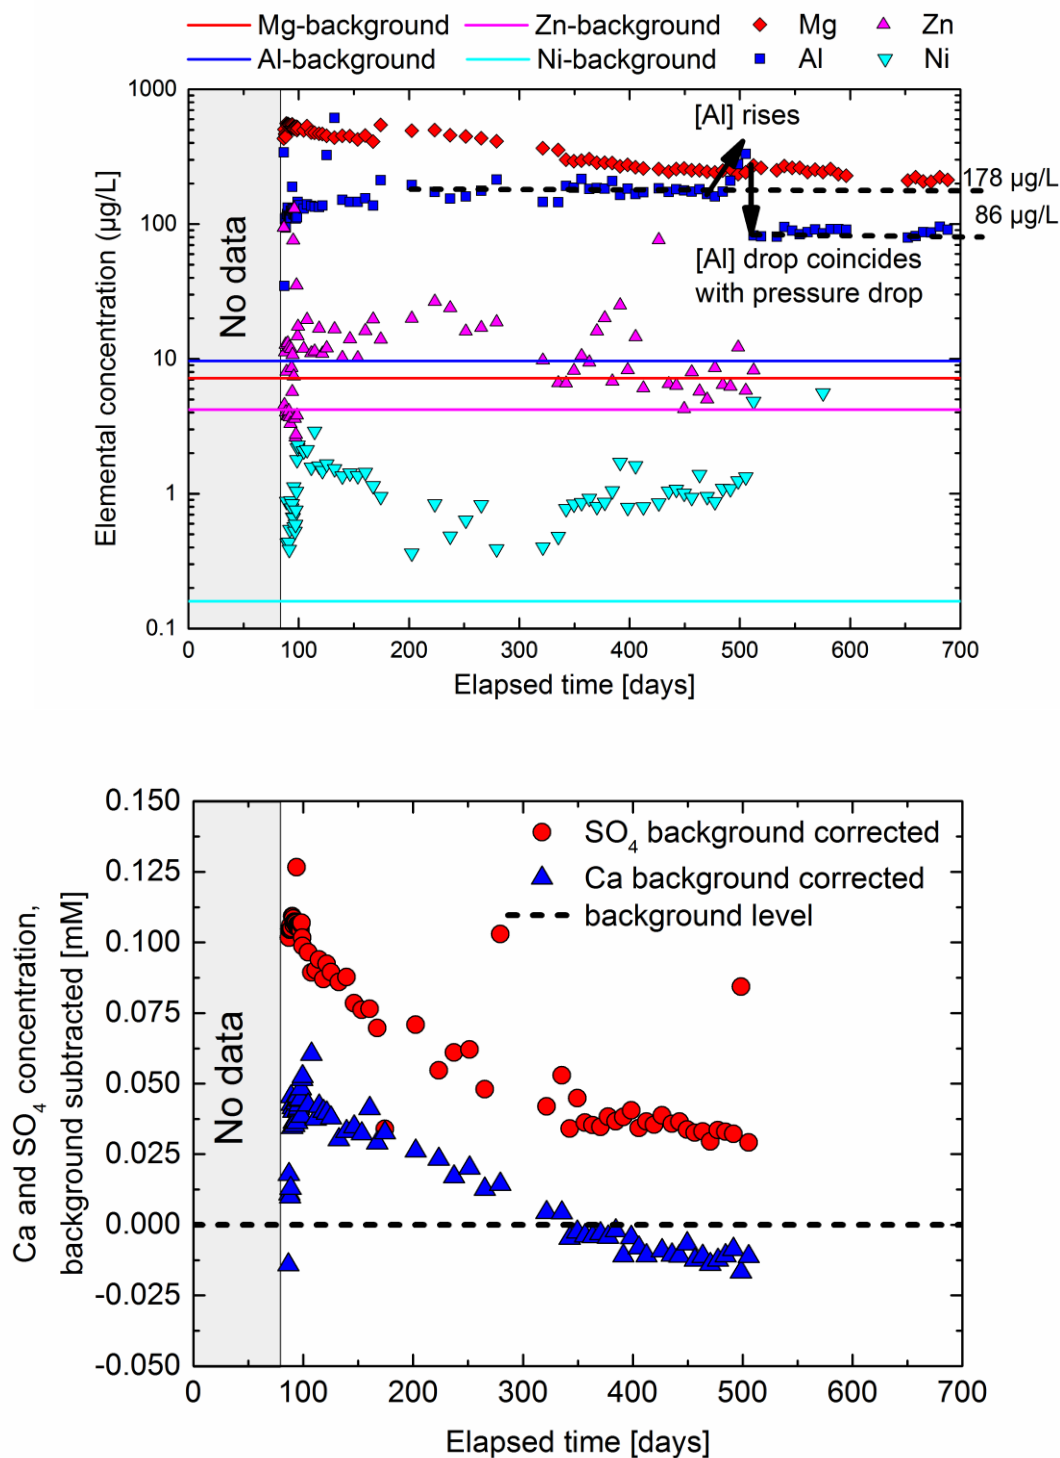 Mg-background Zn-background Mg Zn
Al-background Ni-background Al Ni
Elemental concentration (µg/L)
1000
100
10
1
0.1
No data
[Al] rises
178 µg/L
86 µg/L
[Al] drop coincides
with pressure drop
0 100 200 300 400 500 600 700
Elapsed time [days]
Ca and SO4 concentration,
background subtracted [mM]
0.150
0.125
0.100
0.075
0.050
0.025
0.000
-0.025
-0.050
No data
SO4 background corrected
Ca background corrected
background level
0 100 200 300 400 500 600 700
Elapsed time [days]